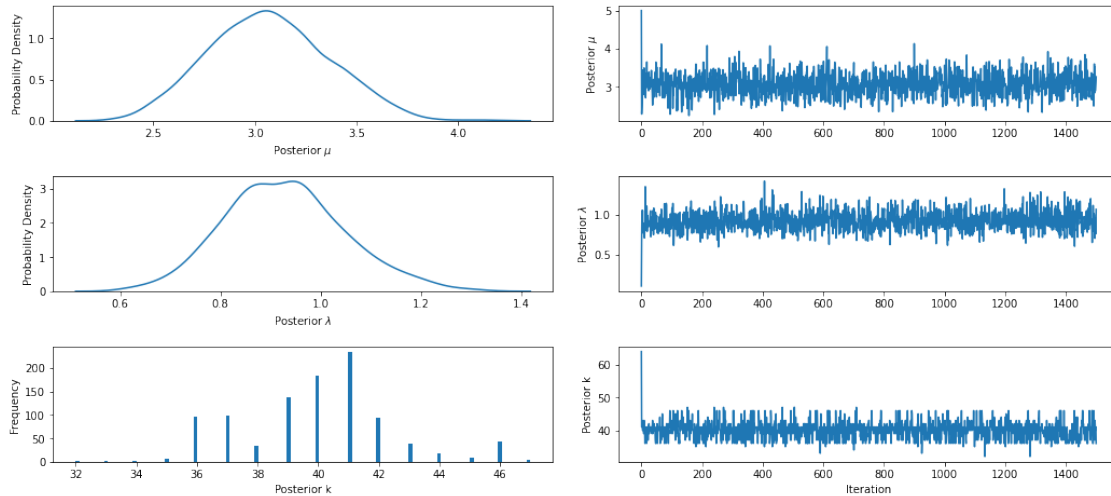 Probability Density
1.0
0.5
0.0
2.5 3.0 3.5 4.0
Posterior μ
Posterior μ
5
4
3
0 200 400 600 800 1000 1200 1400
Probability Density
3
2
1
0
0.6 0.8 1.0 1.2 1.4
Posterior λ
Posterior λ
1.0
0.5
0 200 400 600 800 1000 1200 1400
Frequency
200
150
100
50
0
32 34 36 38 40 42 44 46
Posterior k
Posterior k
60
50
40
0 200 400 600 800 1000 1200 1400
Iteration